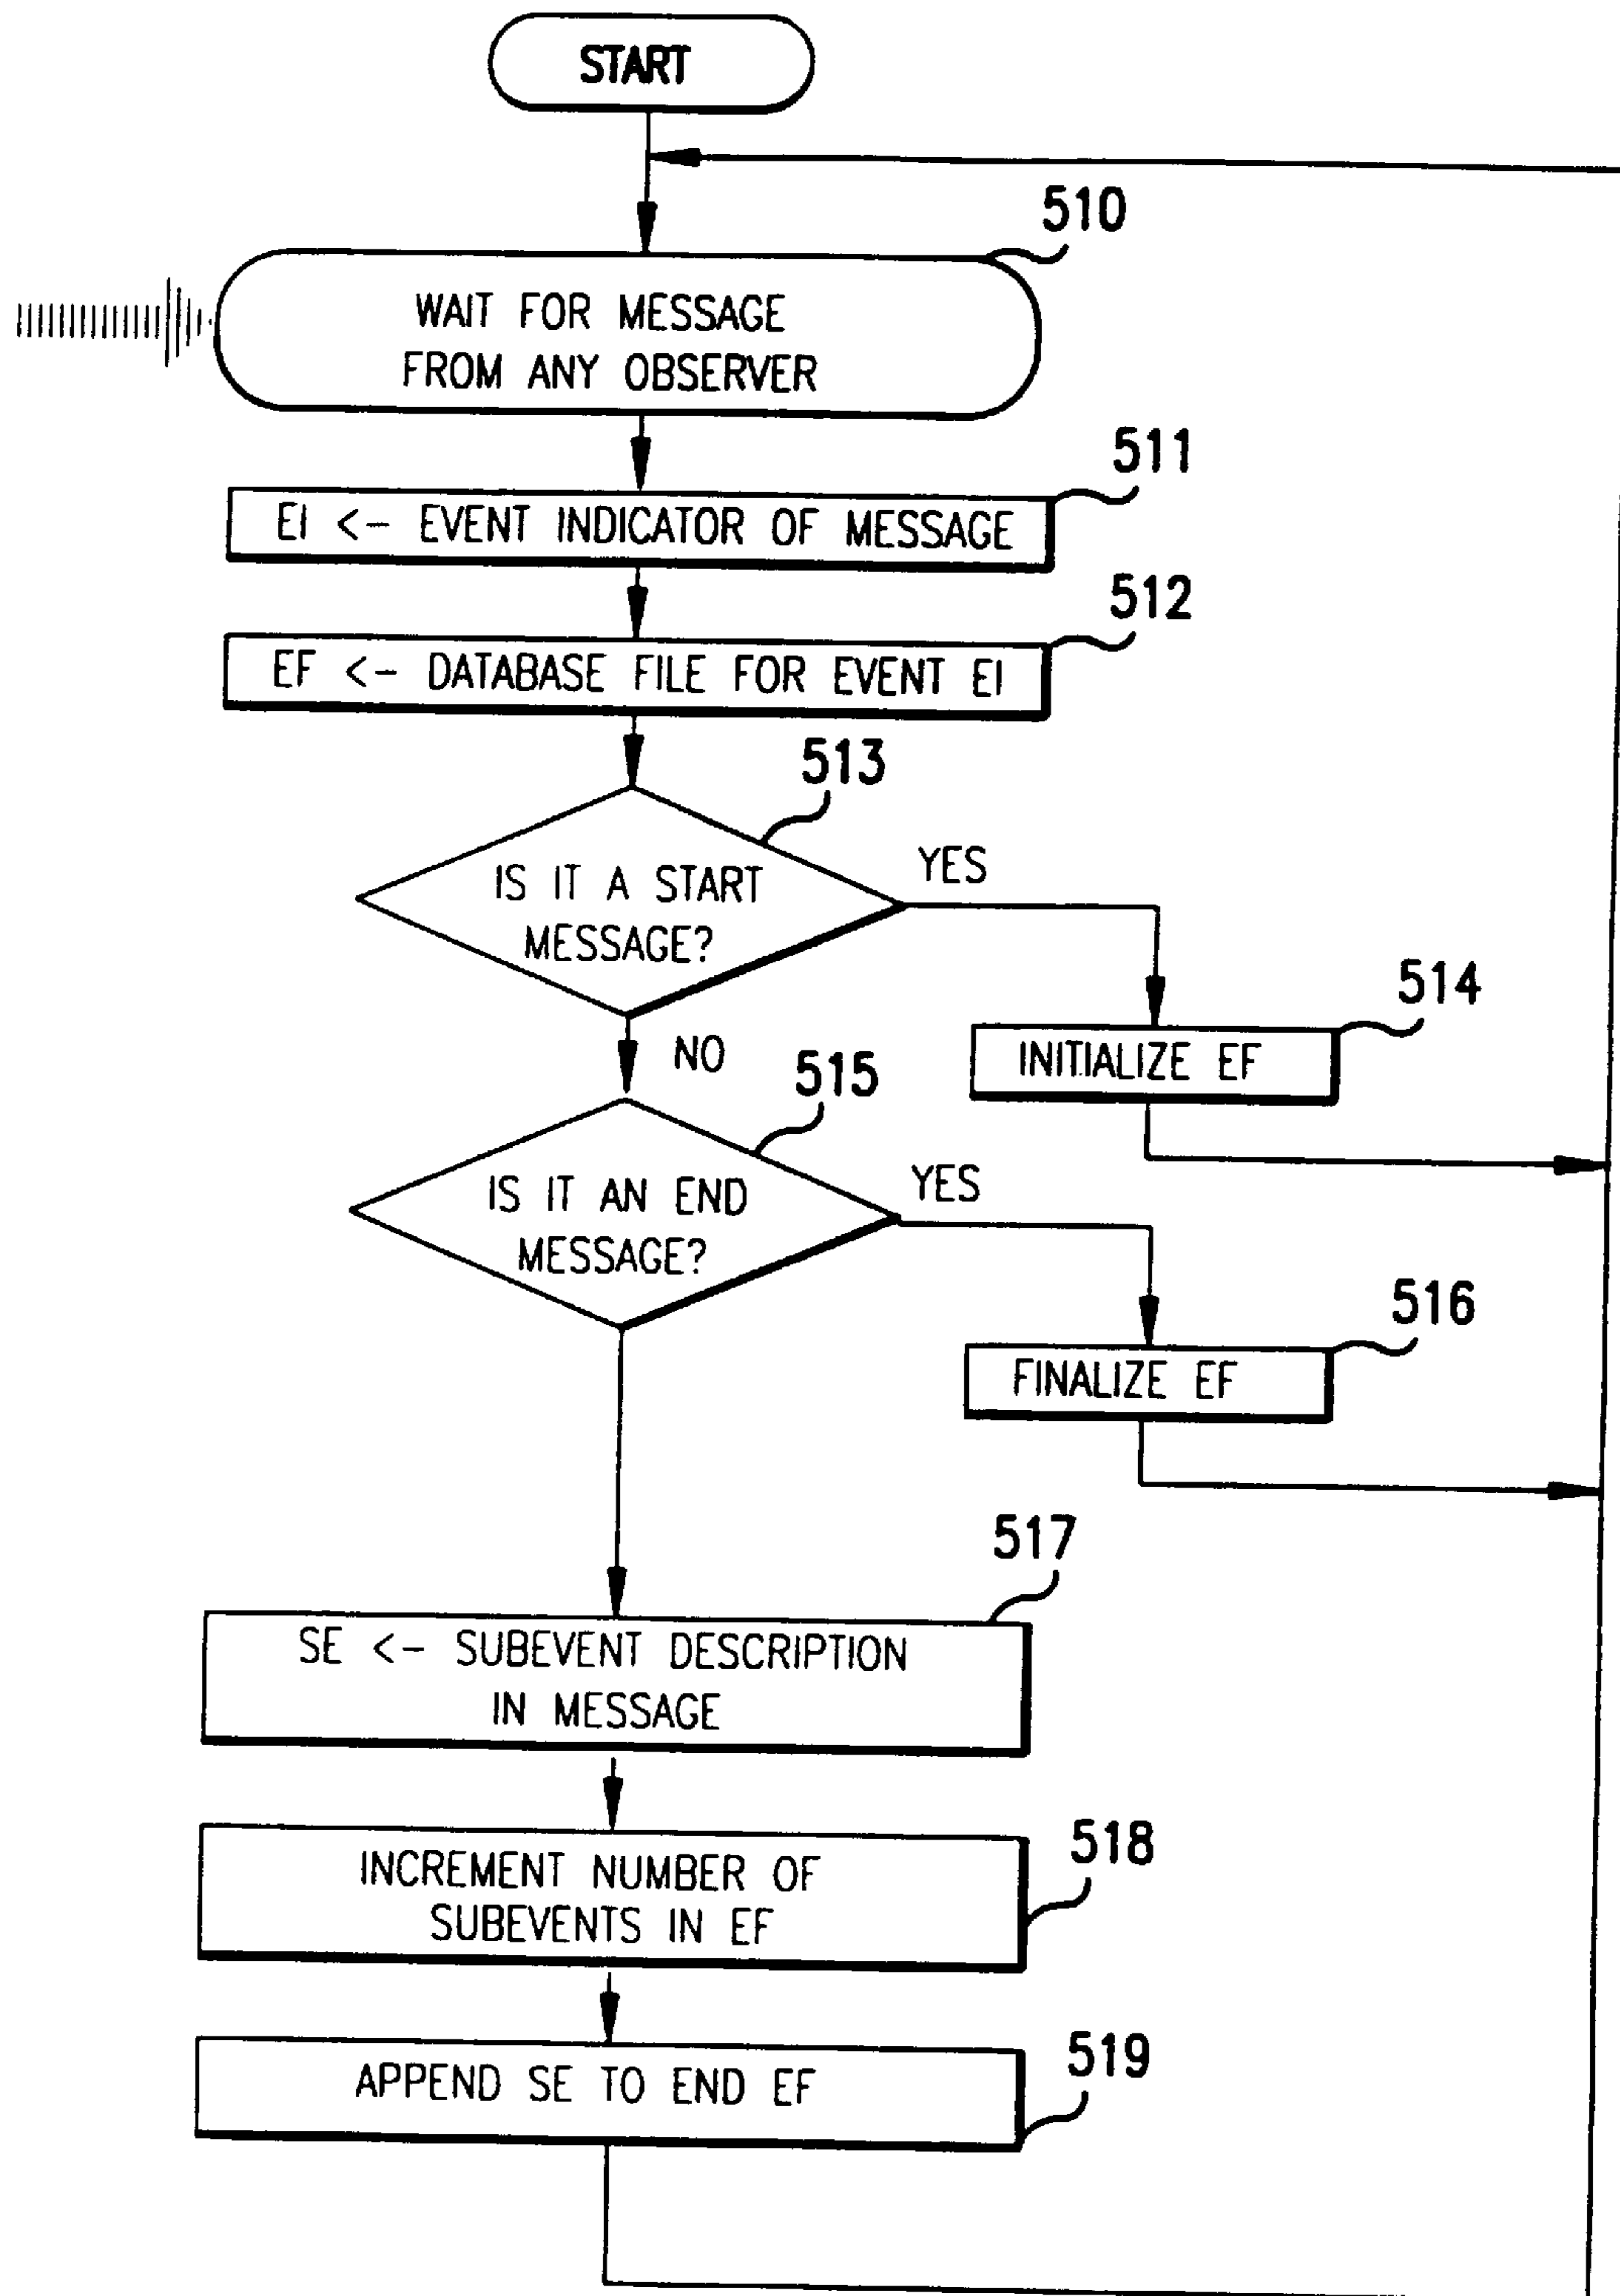 START
510
WAIT FOR MESSAGE
FROM ANY OBSERVER
511
EI <- EVENT INDICATOR OF MESSAGE
512
EF <- DATABASE FILE FOR EVENT EI
513
IS IT A START
MESSAGE?
YES
514
INITIALIZE EF
NO
515
IS IT AN END
MESSAGE?
YES
516
FINALIZE EF
517
SE <- SUBEVENT DESCRIPTION
IN MESSAGE
518
INCREMENT NUMBER OF
SUBEVENTS IN EF
519
APPEND SE TO END EF